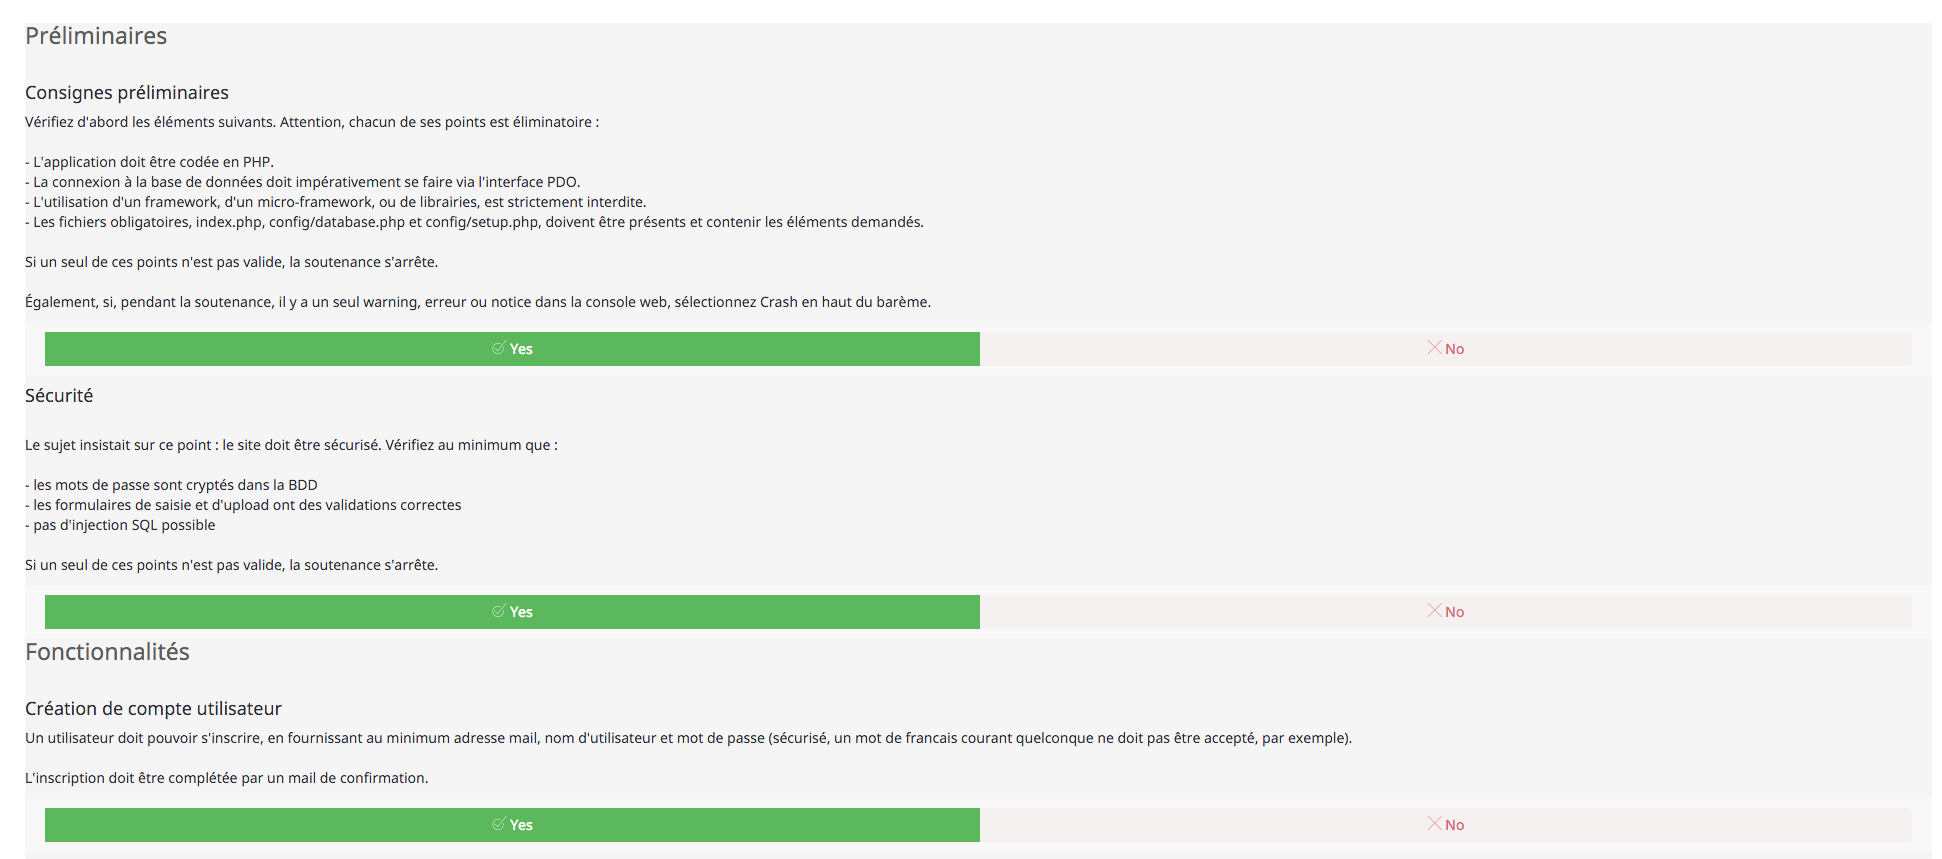 Préliminaires
Consignes préliminaires
Vérifiez d'abord les éléments suivants. Attention, chacun de ses points est éliminatoire :
- L'application doit être codée en PHP.
- La connexion à la base de données doit impérativement se faire via l'interface PDO.
- L'utilisation d'un framework, d'un micro-framework, ou de librairies, est strictement interdite.
- Les fichiers obligatoires, index.php, config/database.php et config/setup.php, doivent être présents et contenir les éléments demandés.
Si un seul de ces points n'est pas valide, la soutenance s'arrête.
Également, si, pendant la soutenance, il y a un seul warning, erreur ou notice dans la console web, sélectionnez Crash en haut du barème.
Yes
No
Sécurité
Le sujet insistait sur ce point : le site doit être sécurisé. Vérifiez au minimum que :
- les mots de passe sont cryptés dans la BDD
- les formulaires de saisie et d'upload ont des validations correctes
- pas d'injection SQL possible
Si un seul de ces points n'est pas valide, la soutenance s'arrête.
Yes
No
Fonctionnalités
Création de compte utilisateur
Un utilisateur doit pouvoir s'inscrire, en fournissant au minimum adresse mail, nom d'utilisateur et mot de passe (sécurisé, un mot de francais courant quelconque ne doit pas être accepté, par exemple).
L'inscription doit être complétée par un mail de confirmation.
Yes
No